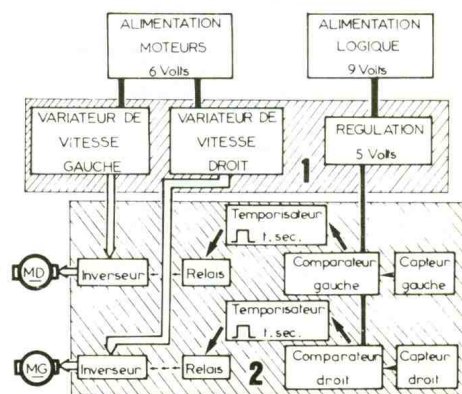 ALIMENTATION
MOTEURS
6 Volts
ALIMENTATION
LOGIQUE
9 Volts
VARIATEUR DE
VITESSE
GAUCHE
VARIATEUR DE
VITESSE
DROIT
REGULATION
5 Volts
1
Temporisateur
t. sec.
MD
Inverseur
Relais
Comparateur
gauche
Capteur
gauche
Temporisateur
t. sec.
MG
Inverseur
Relais
2
Comparateur
droit
Capteur
droit